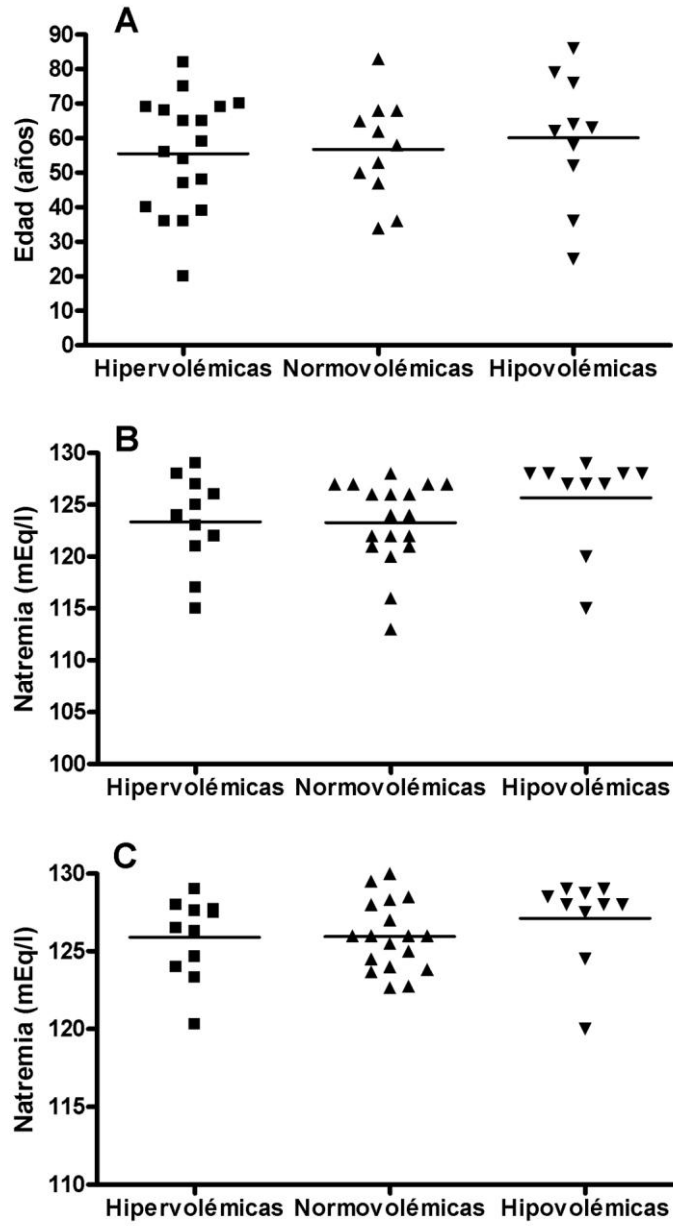 A
Edad (años)
90
80
70
60
50
40
30
20
10
0
Hipervolémicas Normovolémicas Hipovolémicas
B
Natremia (mEq/l)
130
125
120
115
110
105
100
Hipervolémicas Normovolémicas Hipovolémicas
C
Natremia (mEq/l)
130
125
120
115
110
Hipervolémicas Normovolémicas Hipovolémicas